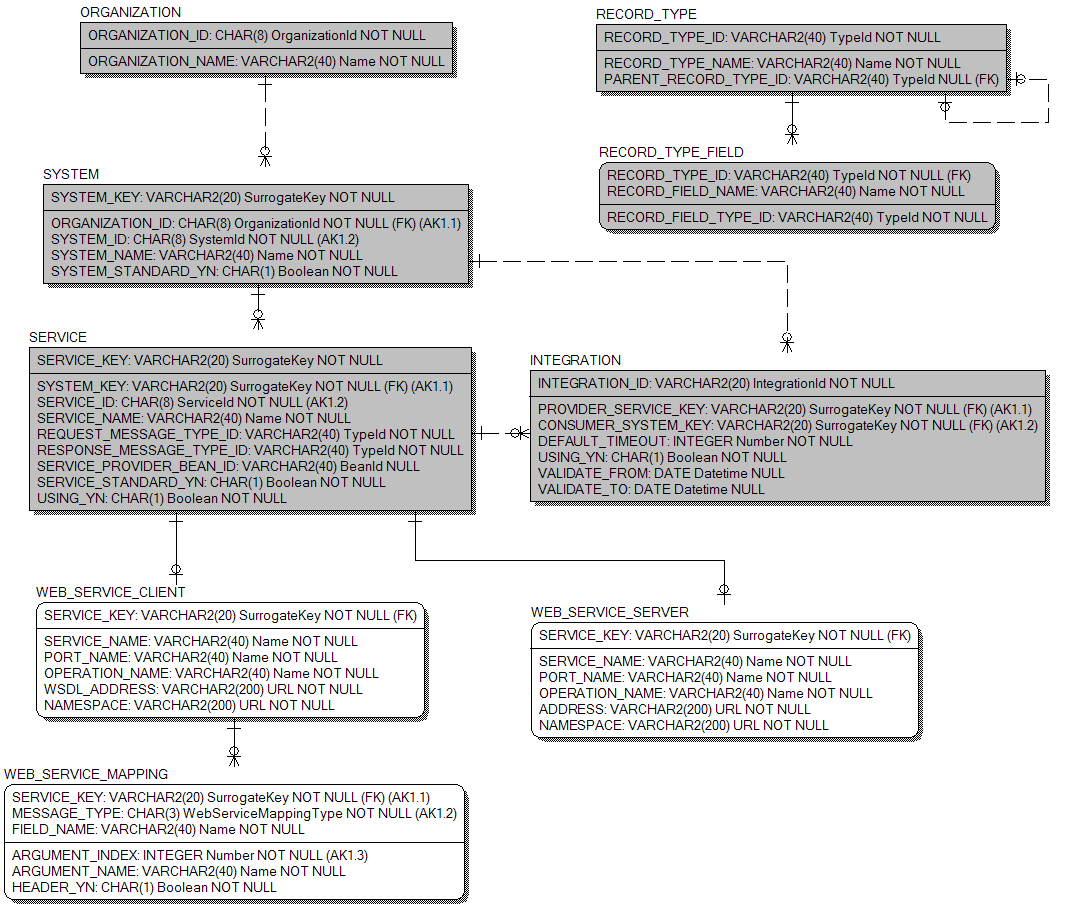 ORGANIZATION
ORGANIZATION_ID: CHAR(8) OrganizationId NOT NULL
ORGANIZATION_NAME: VARCHAR2(40) Name NOT NULL
RECORD_TYPE
RECORD_TYPE_ID: VARCHAR2(40) TypeId NOT NULL
RECORD_TYPE_NAME: VARCHAR2(40) Name NOT NULL
PARENT_RECORD_TYPE_ID: VARCHAR2(40) TypeId NULL (FK)
RECORD_TYPE_FIELD
RECORD_TYPE_ID: VARCHAR2(40) TypeId NOT NULL (FK)
RECORD_FIELD_NAME: VARCHAR2(40) Name NOT NULL
RECORD_FIELD_TYPE_ID: VARCHAR2(40) TypeId NOT NULL
SYSTEM
SYSTEM_KEY: VARCHAR2(20) SurrogateKey NOT NULL
ORGANIZATION_ID: CHAR(8) OrganizationId NOT NULL (FK) (AK1.1)
SYSTEM_ID: CHAR(8) SystemId NOT NULL (AK1.2)
SYSTEM_NAME: VARCHAR2(40) Name NOT NULL
SYSTEM_STANDARD_YN: CHAR(1) Boolean NOT NULL
SERVICE
SERVICE_KEY: VARCHAR2(20) SurrogateKey NOT NULL
SYSTEM_KEY: VARCHAR2(20) SurrogateKey NOT NULL (FK) (AK1.1)
SERVICE_ID: CHAR(8) ServiceId NOT NULL (AK1.2)
SERVICE_NAME: VARCHAR2(40) Name NOT NULL
REQUEST_MESSAGE_TYPE_ID: VARCHAR2(40) TypeId NOT NULL
RESPONSE_MESSAGE_TYPE_ID: VARCHAR2(40) TypeId NOT NULL
SERVICE_PROVIDER_BEAN_ID: VARCHAR2(40) BeanId NULL
SERVICE_STANDARD_YN: CHAR(1) Boolean NOT NULL
USING_YN: CHAR(1) Boolean NOT NULL
INTEGRATION
INTEGRATION_ID: VARCHAR2(20) IntegrationId NOT NULL
PROVIDER_SERVICE_KEY: VARCHAR2(20) SurrogateKey NOT NULL (FK) (AK1.1)
CONSUMER_SYSTEM_KEY: VARCHAR2(20) SurrogateKey NOT NULL (FK) (AK1.2)
DEFAULT_TIMEOUT: INTEGER Number NOT NULL
USING_YN: CHAR(1) Boolean NOT NULL
VALIDATE_FROM: DATE Datetime NULL
VALIDATE_TO: DATE Datetime NULL
WEB_SERVICE_CLIENT
SERVICE_KEY: VARCHAR2(20) SurrogateKey NOT NULL (FK)
SERVICE_NAME: VARCHAR2(40) Name NOT NULL
PORT_NAME: VARCHAR2(40) Name NOT NULL
OPERATION_NAME: VARCHAR2(40) Name NOT NULL
WSDL_ADDRESS: VARCHAR2(200) URL NOT NULL
NAMESPACE: VARCHAR2(200) URL NOT NULL
WEB_SERVICE_SERVER
SERVICE_KEY: VARCHAR2(20) SurrogateKey NOT NULL (FK)
SERVICE_NAME: VARCHAR2(40) Name NOT NULL
PORT_NAME: VARCHAR2(40) Name NOT NULL
OPERATION_NAME: VARCHAR2(40) Name NOT NULL
ADDRESS: VARCHAR2(200) URL NOT NULL
NAMESPACE: VARCHAR2(200) URL NOT NULL
WEB_SERVICE_MAPPING
SERVICE_KEY: VARCHAR2(20) SurrogateKey NOT NULL (FK) (AK1.1)
MESSAGE_TYPE: CHAR(3) WebServiceMappingType NOT NULL (AK1.2)
FIELD_NAME: VARCHAR2(40) Name NOT NULL
ARGUMENT_INDEX: INTEGER Number NOT NULL (AK1.3)
ARGUMENT_NAME: VARCHAR2(40) Name NOT NULL
HEADER_YN: CHAR(1) Boolean NOT NULL